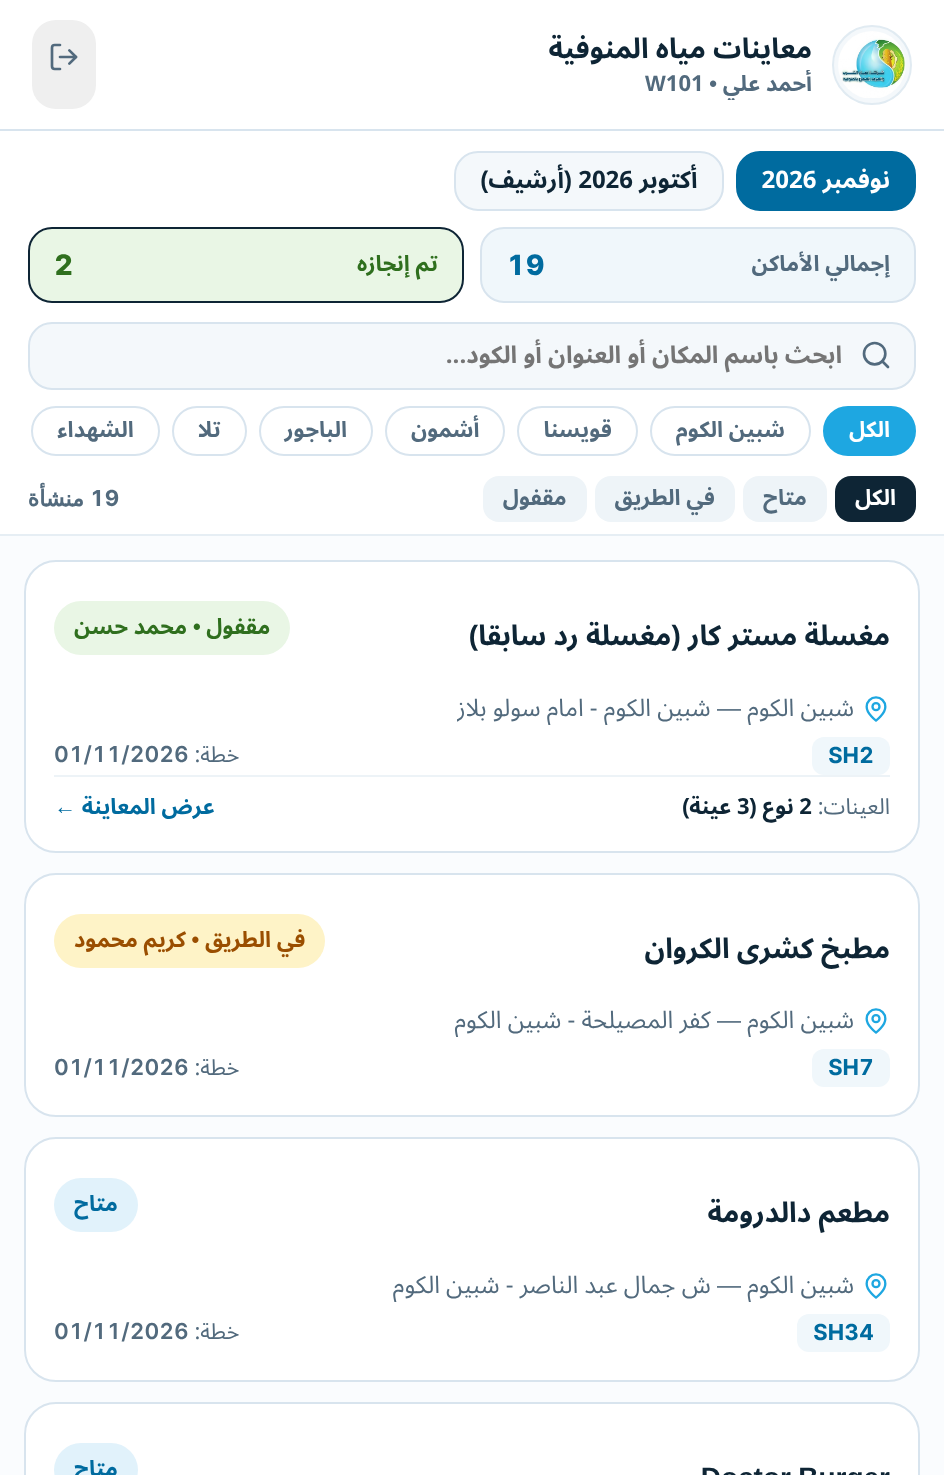 معاينات مياه المنوفية
أحمد علي • W101
نوفمبر 2026
أكتوبر 2026 (أرشيف)
إجمالي الأماكن 19
تم إنجازه 2
ابحث باسم المكان أو العنوان أو الكود...
الكل
شبين الكوم
قويسنا
أشمون
الباجور
تلا
الشهداء
الكل
متاح
في الطريق
مقفول
19 منشأة
مغسلة مستر كار (مغسلة رد سابقا)
مقفول • محمد حسن
شبين الكوم — شبين الكوم - امام سولو بلاز
SH2
خطة: 01/11/2026
العينات: 2 نوع (3 عينة)
عرض المعاينة ←
مطبخ كشرى الكروان
في الطريق • كريم محمود
شبين الكوم — كفر المصيلحة - شبين الكوم
SH7
خطة: 01/11/2026
مطعم دالدرومة
متاح
شبين الكوم — ش جمال عبد الناصر - شبين الكوم
SH34
خطة: 01/11/2026
Doctor Burger
متاح